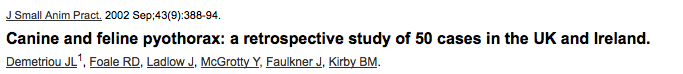 J Small Anim Pract. 2002 Sep;43(9):388-94.
Canine and feline pyothorax: a retrospective study of 50 cases in the UK and Ireland.
Demetriou JL1, Foale RD, Ladlow J, McGrotty Y, Faulkner J, Kirby BM.